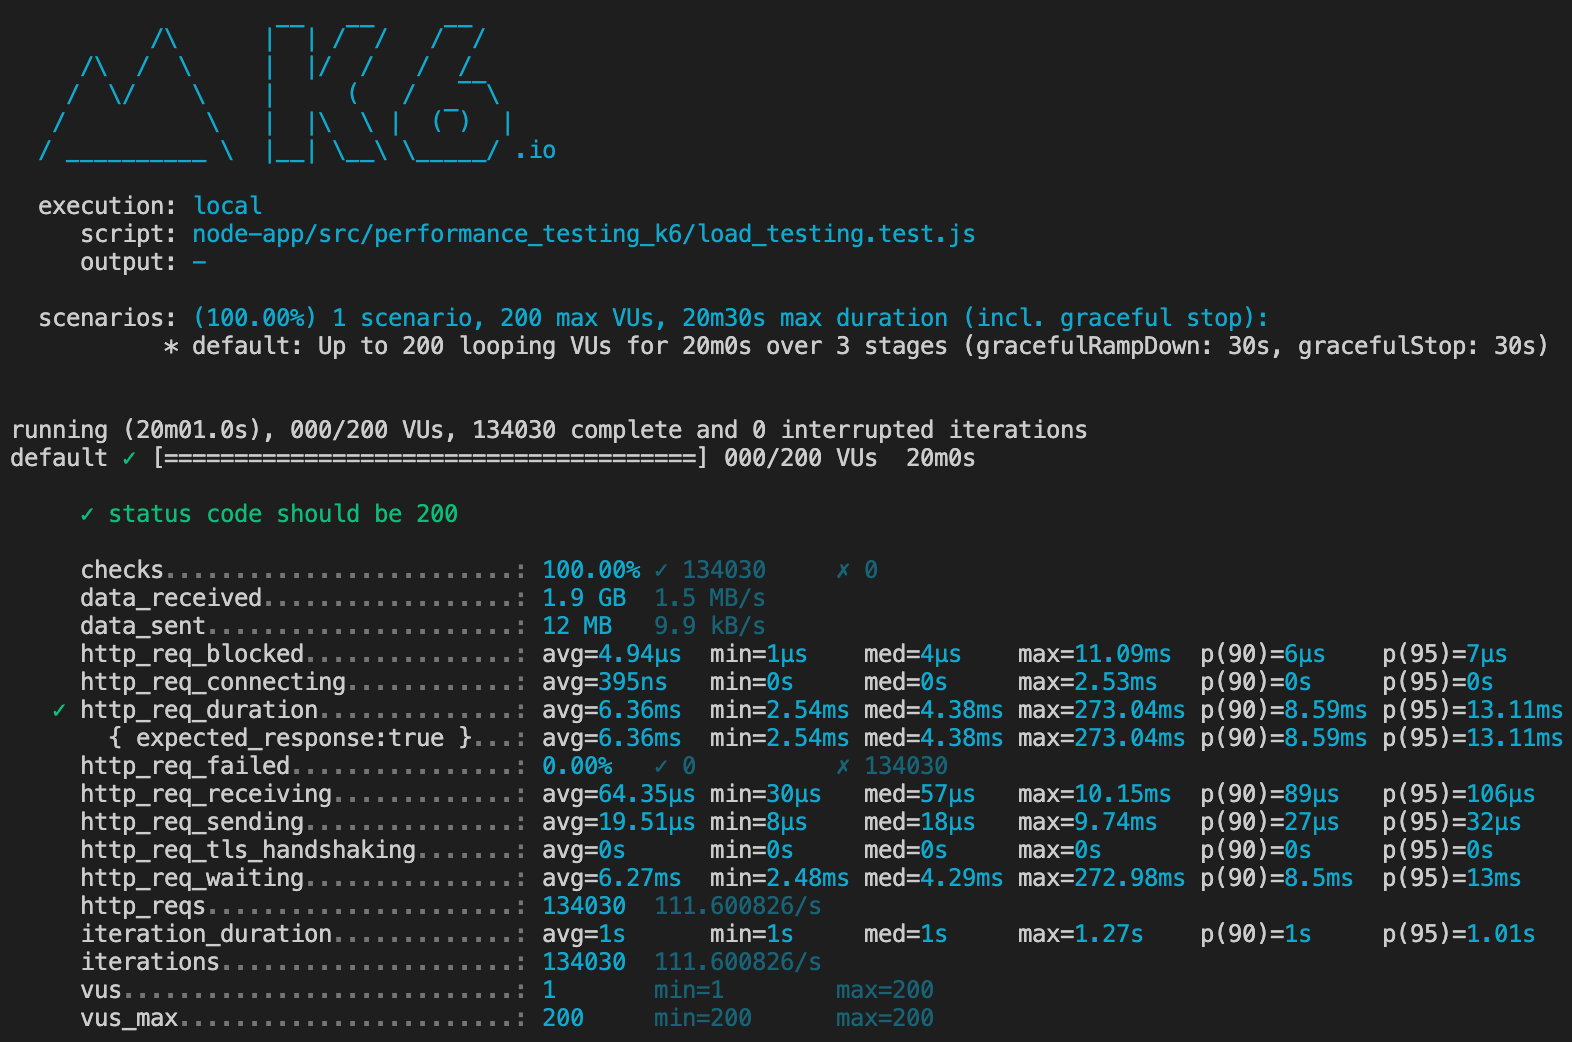 /\      |‾‾| /‾‾/   /‾‾/
     /\  /  \     |  |/  /   /  /
    /  \/    \    |     (   /   ‾‾\
   /          \   |  |\  \ |  (‾)  |
  / __________ \  |__| \__\ \_____/ .io
execution: local
script: node-app/src/performance_testing_k6/load_testing.test.js
output: -
scenarios: (100.00%) 1 scenario, 200 max VUs, 20m30s max duration (incl. graceful stop):
* default: Up to 200 looping VUs for 20m0s over 3 stages (gracefulRampDown: 30s, gracefulStop: 30s)
running (20m01.0s), 000/200 VUs, 134030 complete and 0 interrupted iterations
default ✓ [======================================] 000/200 VUs  20m0s
✓ status code should be 200
checks.........................: 100.00% ✓ 134030     ✗ 0
data_received..................: 1.9 GB  1.5 MB/s
data_sent......................: 12 MB   9.9 kB/s
http_req_blocked...............: avg=4.94µs  min=1µs    med=4µs    max=11.09ms  p(90)=6µs    p(95)=7µs
http_req_connecting............: avg=395ns   min=0s     med=0s     max=2.53ms   p(90)=0s     p(95)=0s
✓ http_req_duration..............: avg=6.36ms  min=2.54ms med=4.38ms max=273.04ms p(90)=8.59ms p(95)=13.11ms
{ expected_response:true }...: avg=6.36ms  min=2.54ms med=4.38ms max=273.04ms p(90)=8.59ms p(95)=13.11ms
http_req_failed................: 0.00%   ✓ 0          ✗ 134030
http_req_receiving.............: avg=64.35µs min=30µs   med=57µs   max=10.15ms  p(90)=89µs   p(95)=106µs
http_req_sending...............: avg=19.51µs min=8µs    med=18µs   max=9.74ms   p(90)=27µs   p(95)=32µs
http_req_tls_handshaking.......: avg=0s      min=0s     med=0s     max=0s       p(90)=0s     p(95)=0s
http_req_waiting...............: avg=6.27ms  min=2.48ms med=4.29ms max=272.98ms p(90)=8.5ms  p(95)=13ms
http_reqs......................: 134030  111.600826/s
iteration_duration.............: avg=1s      min=1s     med=1s     max=1.27s    p(90)=1s     p(95)=1.01s
iterations.....................: 134030  111.600826/s
vus............................: 1       min=1        max=200
vus_max........................: 200     min=200      max=200